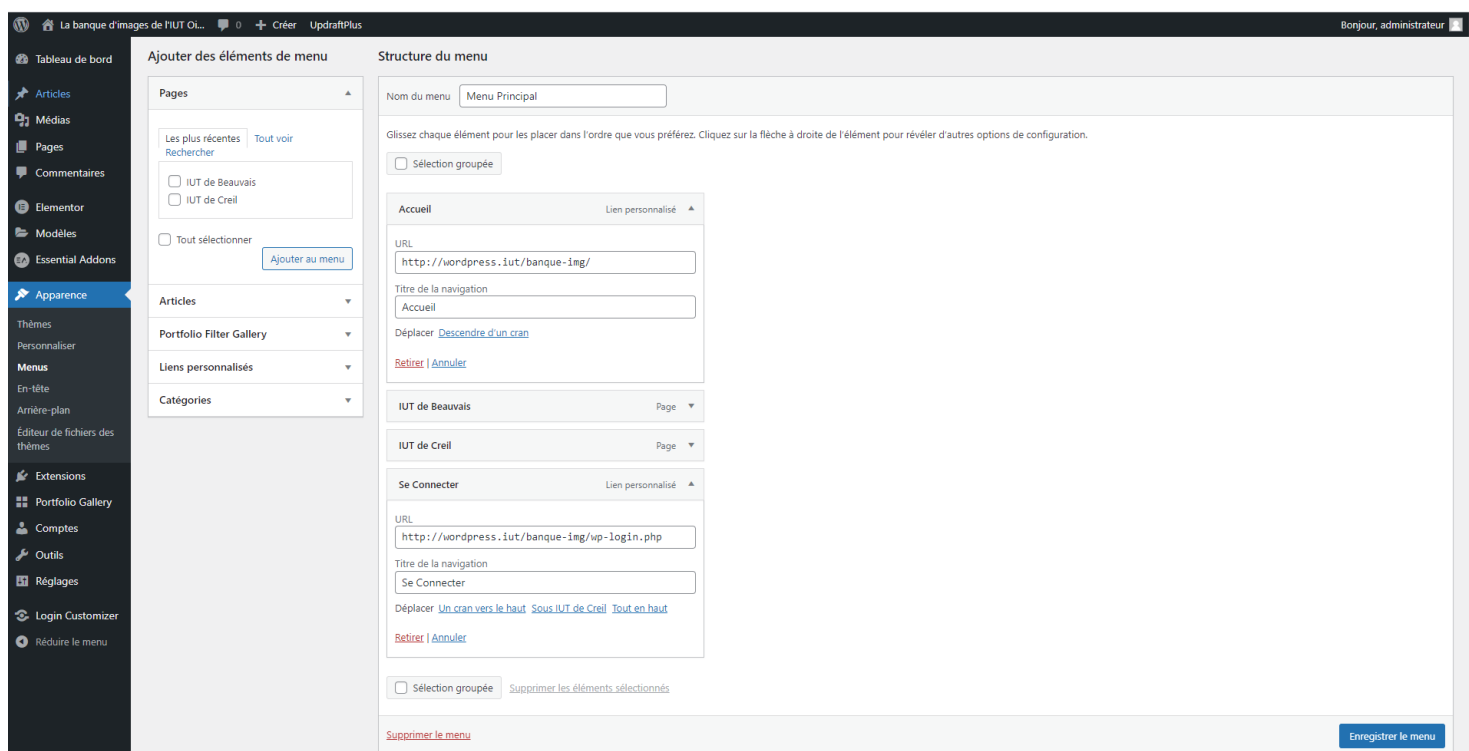 La banque d'images de l'IUT Oi... 0 Créer UpdraftPlus Bonjour, administrateur
Tableau de bord
Articles
Médias
Pages
Commentaires
Elementor
Modèles
Essential Addons
Apparence
Thèmes
Personnaliser
Menus
En-tête
Arrière-plan
Éditeur de fichiers des
thèmes
Extensions
Portfolio Gallery
Comptes
Outils
Réglages
Login Customizer
Réduire le menu
Ajouter des éléments de menu
Pages
Les plus récentes Tout voir
Rechercher
IUT de Beauvais
IUT de Creil
Tout sélectionner
Ajouter au menu
Articles
Portfolio Filter Gallery
Liens personnalisés
Catégories
Structure du menu
Nom du menu Menu Principal
Glissez chaque élément pour les placer dans l'ordre que vous préférez. Cliquez sur la flèche à droite de l'élément pour révéler d'autres options de configuration.
Sélection groupée
Accueil Lien personnalisé
URL
http://wordpress.iut/banque-img/
Titre de la navigation
Accueil
Déplacer Descendre d'un cran
Retirer | Annuler
IUT de Beauvais Page
IUT de Creil Page
Se Connecter Lien personnalisé
URL
http://wordpress.iut/banque-img/wp-login.php
Titre de la navigation
Se Connecter
Déplacer Un cran vers le haut Sous IUT de Creil Tout en haut
Retirer | Annuler
Sélection groupée Supprimer les éléments sélectionnés
Supprimer le menu Enregistrer le menu